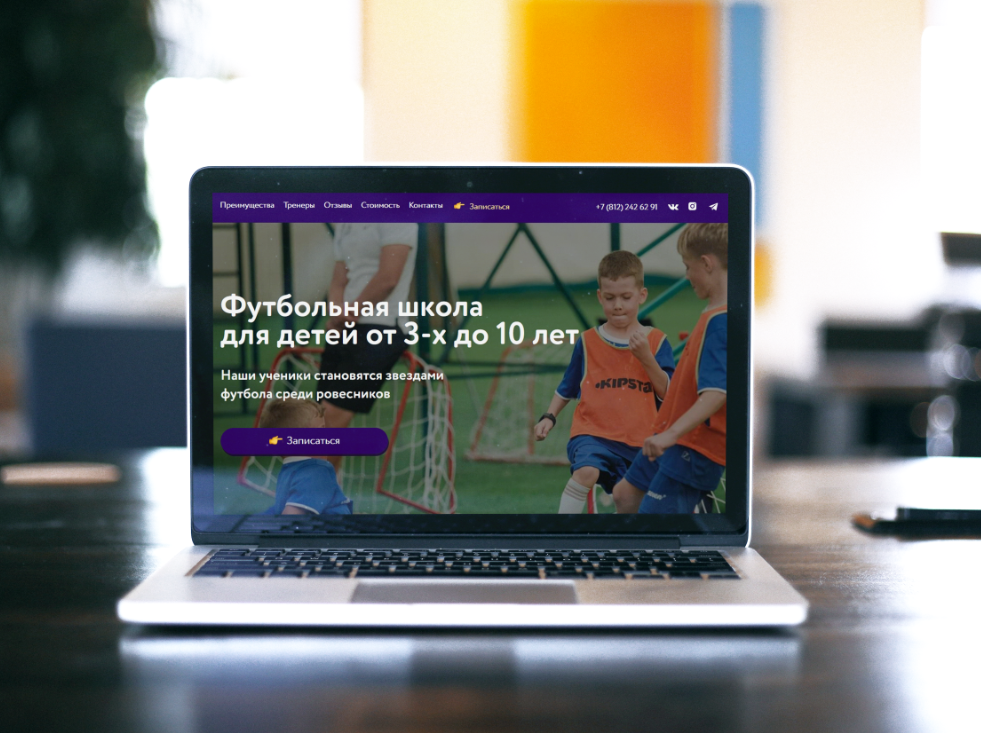 Преимущества Тренеры Отзывы Стоимость Контакты 👉 Записаться +7 (812) 242 62 91
Футбольная школа
для детей от 3-х до 10 лет
Наши ученики становятся звездами
футбола среди ровесников
👉 Записаться
KIPSTA